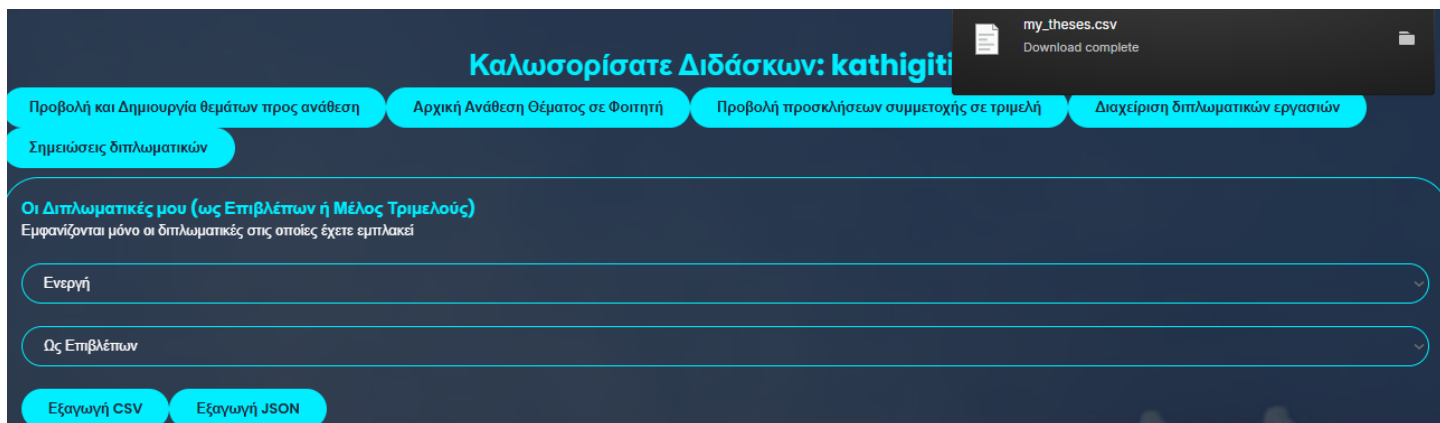 my_theses.csv
Download complete
Καλωσορίσατε Διδάσκων: kathigiti
Προβολή και Δημιουργία θεμάτων προς ανάθεση
Αρχική Ανάθεση Θέματος σε Φοιτητή
Προβολή προσκλήσεων συμμετοχής σε τριμελή
Διαχείριση διπλωματικών εργασιών
Σημειώσεις διπλωματικών
Οι Διπλωματικές μου (ως Επιβλέπων ή Μέλος Τριμελούς)
Εμφανίζονται μόνο οι διπλωματικές στις οποίες έχετε εμπλακεί
Ενεργή
Ως Επιβλέπων
Εξαγωγή CSV
Εξαγωγή JSON